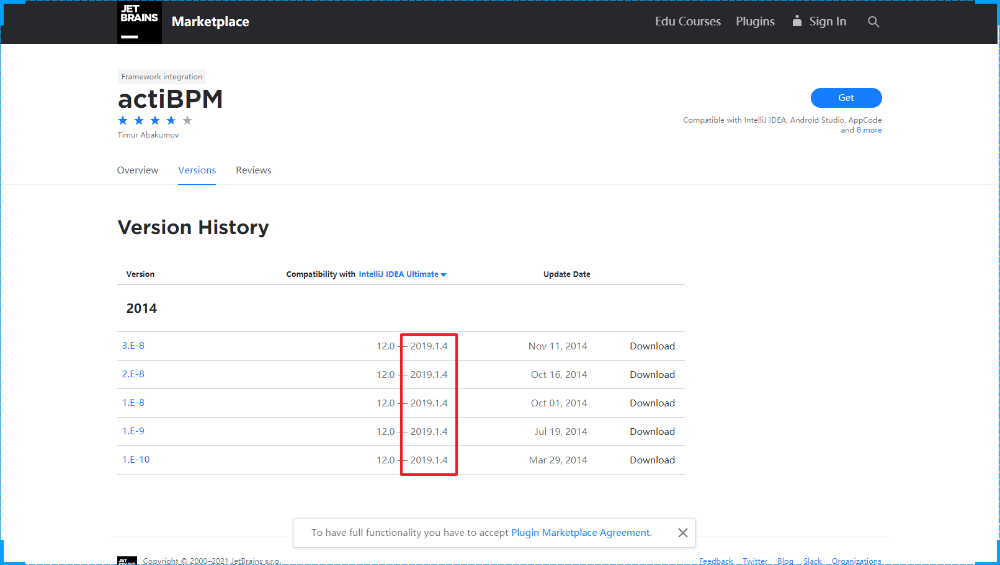 JET
BRAINS
Marketplace
Edu Courses Plugins Sign In
Framework integration
actiBPM
Timur Abakumov
Get
Compatible with IntelliJ IDEA, Android Studio, AppCode
and 8 more
Overview Versions Reviews
Version History
Version Compatibility with IntelliJ IDEA Ultimate Update Date
2014
3.E-8 12.0 — 2019.1.4 Nov 11, 2014 Download
2.E-8 12.0 — 2019.1.4 Oct 16, 2014 Download
1.E-8 12.0 — 2019.1.4 Oct 01, 2014 Download
1.E-9 12.0 — 2019.1.4 Jul 19, 2014 Download
1.E-10 12.0 — 2019.1.4 Mar 29, 2014 Download
To have full functionality you have to accept Plugin Marketplace Agreement.
JET
BRAINS
Copyright © 2000–2021 JetBrains s.r.o.
Feedback Twitter Blog Slack Organizations